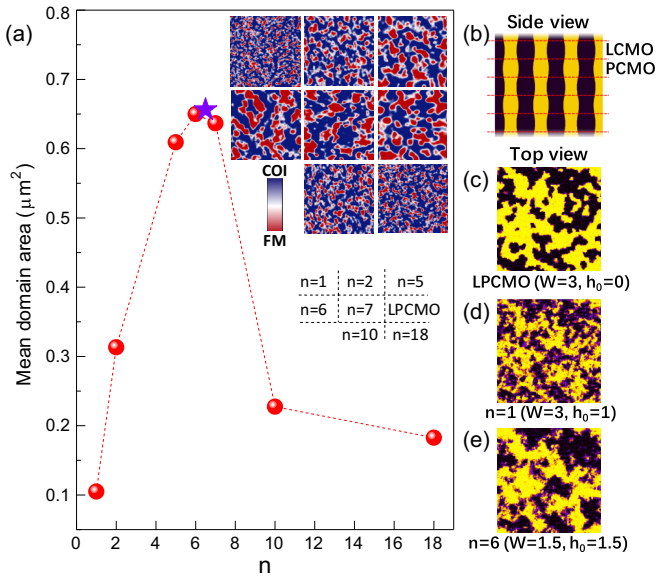 (a)
0.8
0.7
0.6
0.5
0.4
0.3
0.2
0.1
Mean domain area (μm²)
0 2 4 6 8 10 12 14 16 18
n
COI
FM
n=1 n=2 n=5
n=6 n=7 LPCMO
n=10 n=18
(b)
Side view
LCMO
PCMO
Top view
(c)
LPCMO (W=3, h₀=0)
(d)
n=1 (W=3, h₀=1)
(e)
n=6 (W=1.5, h₀=1.5)